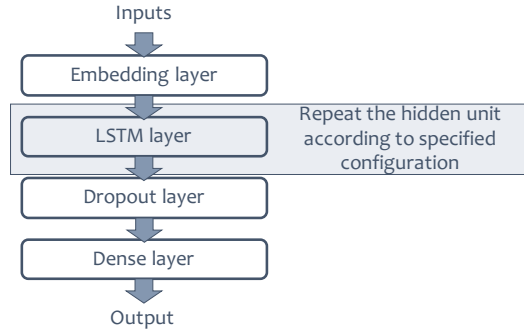 Inputs
Embedding layer
LSTM layer
Repeat the hidden unit
according to specified
configuration
Dropout layer
Dense layer
Output